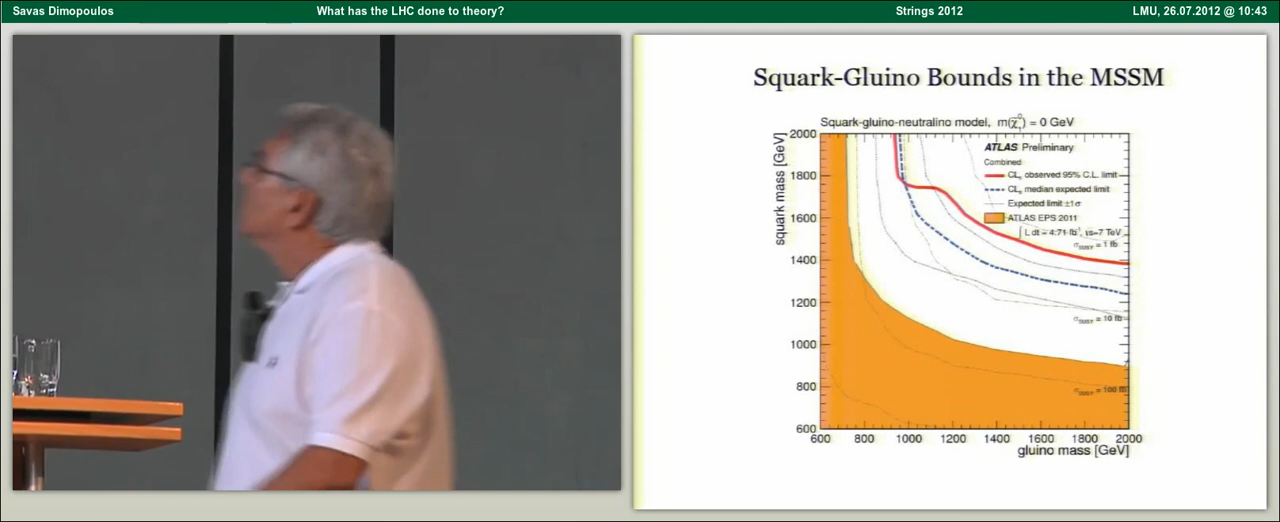 Savas Dimopoulos What has the LHC done to theory? Strings 2012 LMU, 26.07.2012 @ 10:43
Squark-Gluino Bounds in the MSSM
Squark-gluino-neutralino model, m(χ̃⁰₁) = 0 GeV
squark mass [GeV]
2000
1800
1600
1400
1200
1000
800
600
ATLAS Preliminary
Combined
CLₛ observed 95% C.L. limit
CLₛ median expected limit
Expected limit ±1σ
ATLAS EPS 2011
∫ L dt = 4.71 fb⁻¹, √s=7 TeV
σ_SUSY = 1 fb
σ_SUSY = 10 fb
σ_SUSY = 100 fb
600 800 1000 1200 1400 1600 1800 2000
gluino mass [GeV]